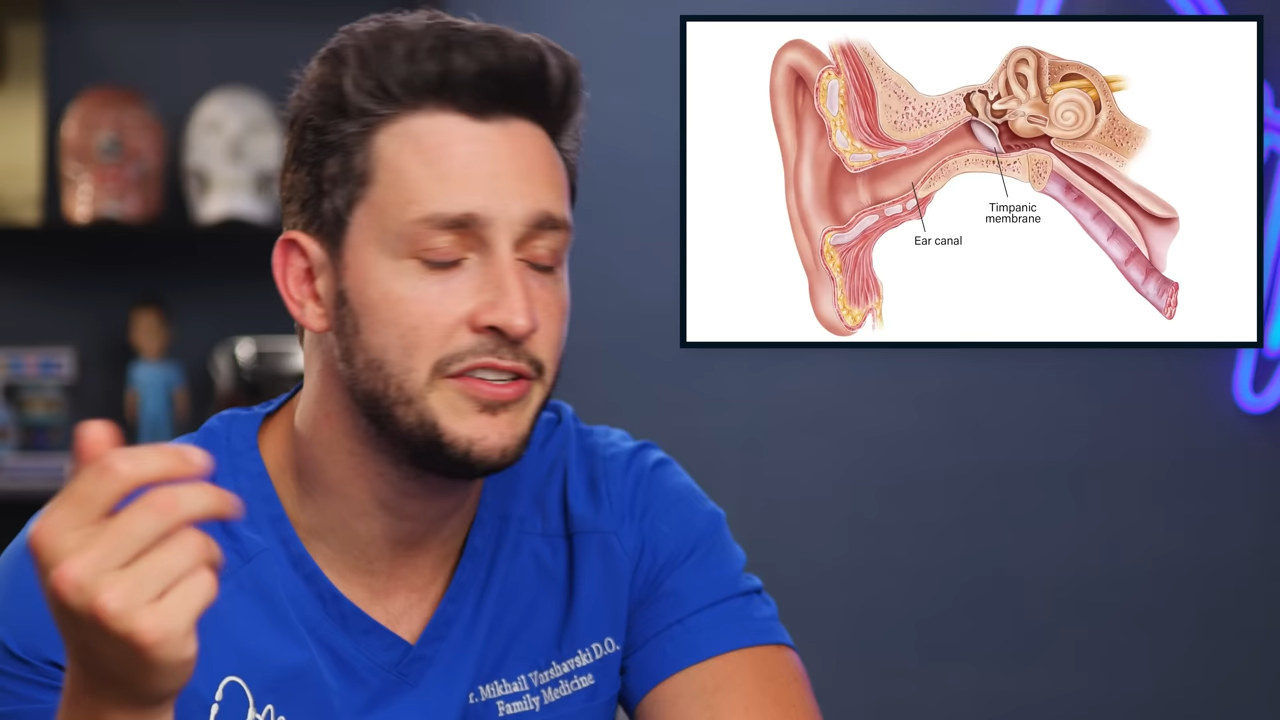 Timpanic
membrane
Ear canal
Mikhail Varshavski D.O.
Family Medicine